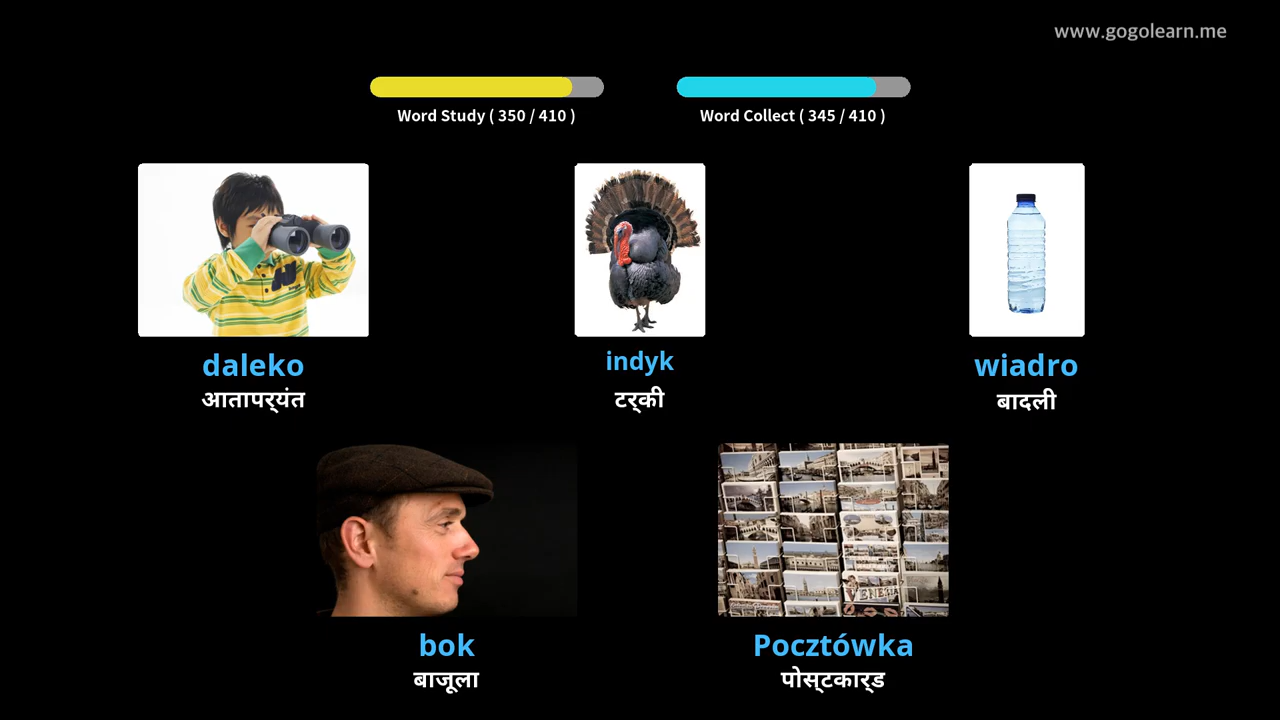 www.gogolearn.me
Word Study ( 350 / 410 )
Word Collect ( 345 / 410 )
daleko
आतापर्यंत
indyk
टर्की
wiadro
बादली
bok
बाजूला
Pocztówka
पोस्टकार्ड